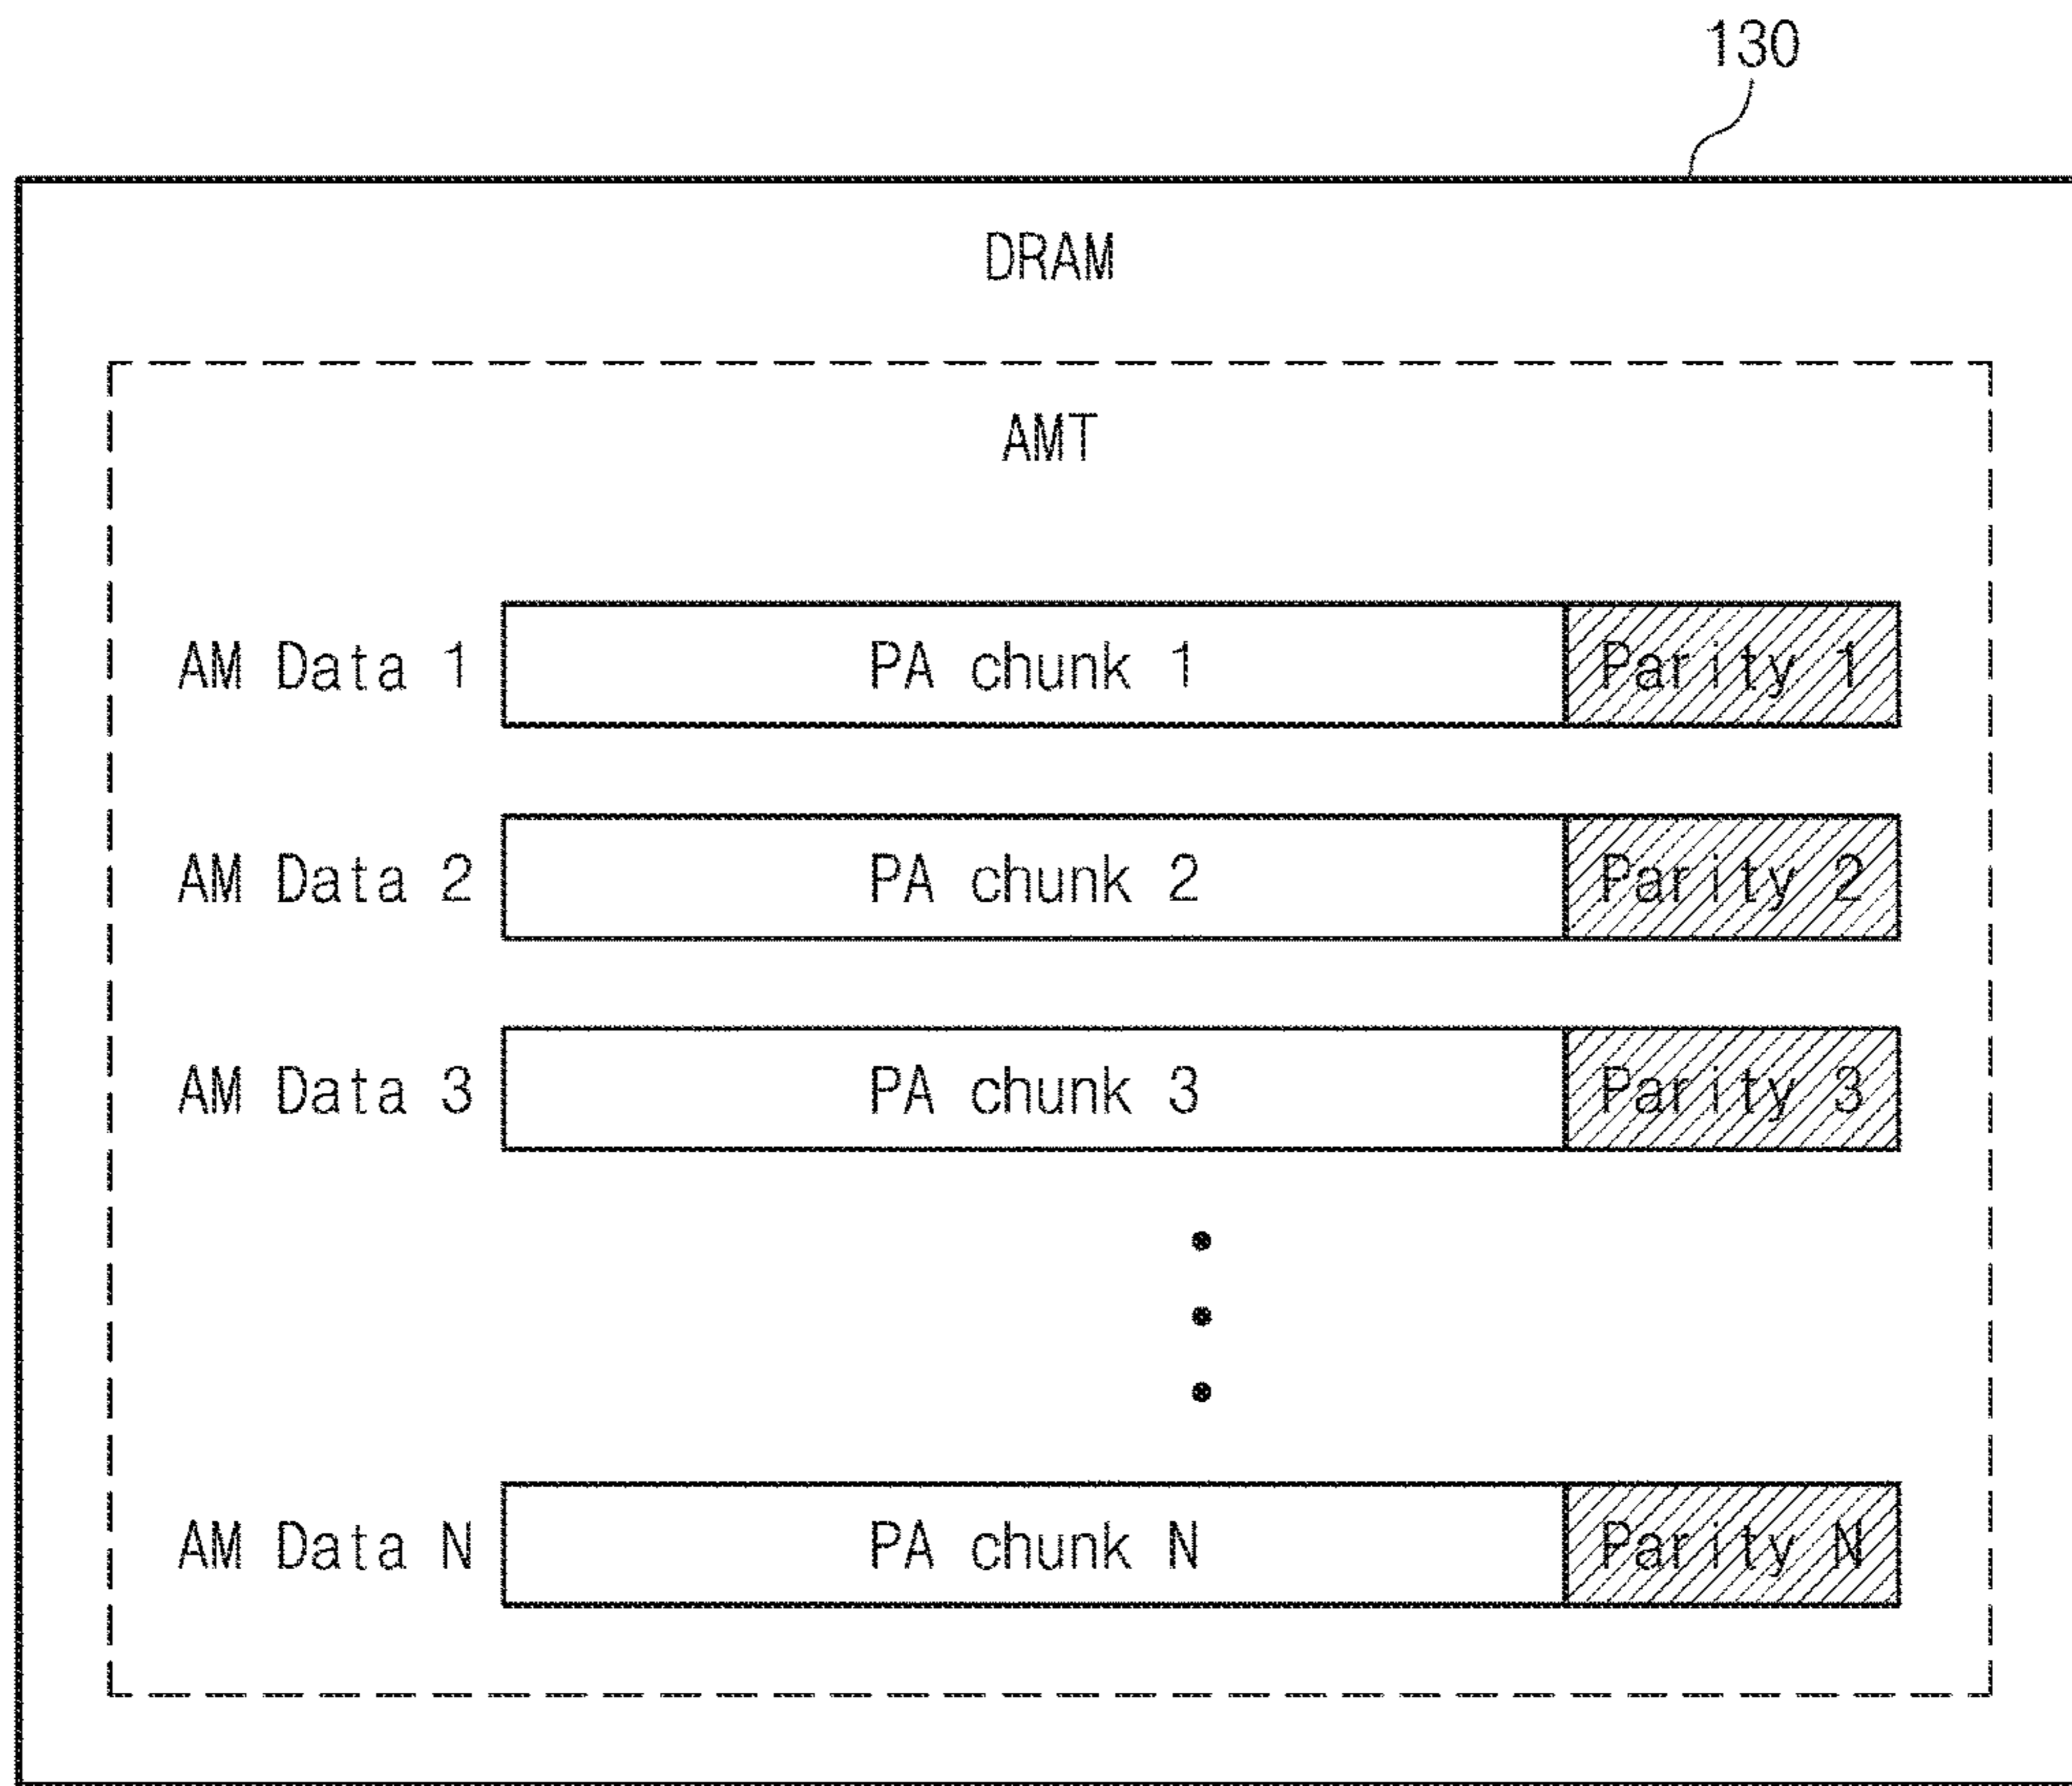 130
DRAM
AMT
AM Data 1 PA chunk 1 Parity 1
AM Data 2 PA chunk 2 Parity 2
AM Data 3 PA chunk 3 Parity 3
AM Data N PA chunk N Parity N